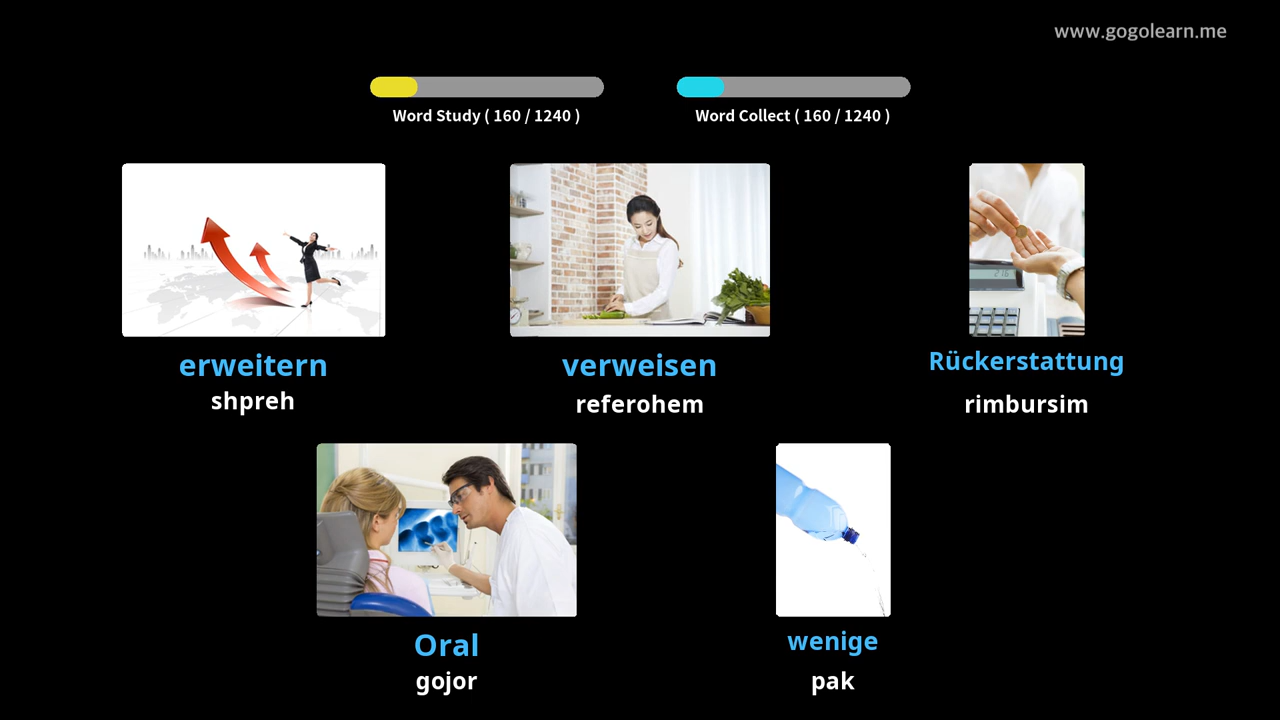 www.gogolearn.me
Word Study ( 160 / 1240 )
Word Collect ( 160 / 1240 )
erweitern
shpreh
verweisen
referohem
Rückerstattung
rimbursim
Oral
gojor
wenige
pak